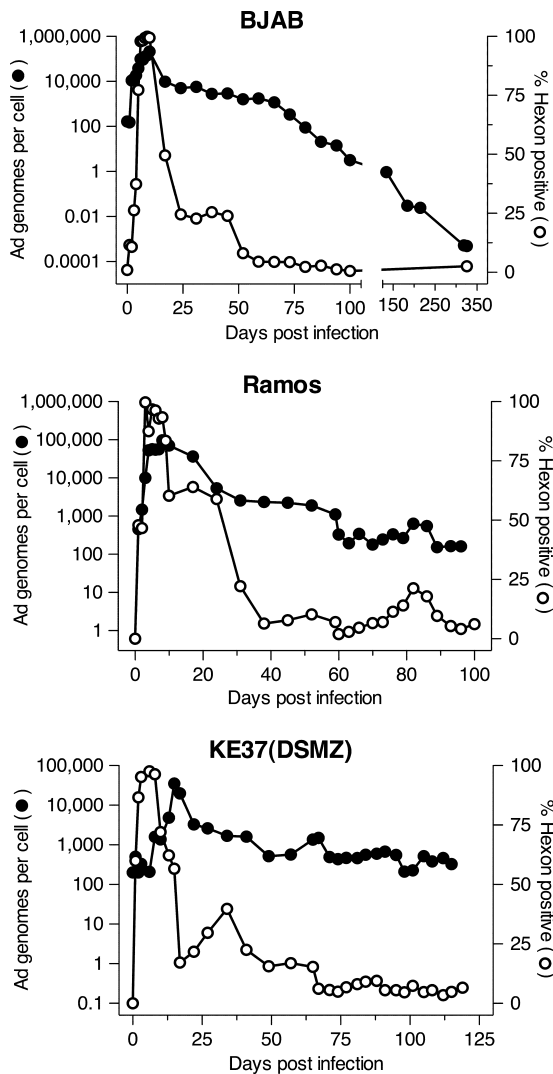 BJAB
Ad genomes per cell (●)
1,000,000
10,000
100
1
0.01
0.0001
100
75
50
25
0
% Hexon positive (○)
0 25 50 75 100 150 250 350
Days post infection
Ramos
Ad genomes per cell (●)
1,000,000
100,000
10,000
1,000
100
10
1
100
75
50
25
0
% Hexon positive (○)
0 20 40 60 80 100
Days post infection
KE37(DSMZ)
Ad genomes per cell (●)
100,000
10,000
1,000
100
10
1
0.1
100
75
50
25
0
% Hexon positive (○)
0 25 50 75 100 125
Days post infection